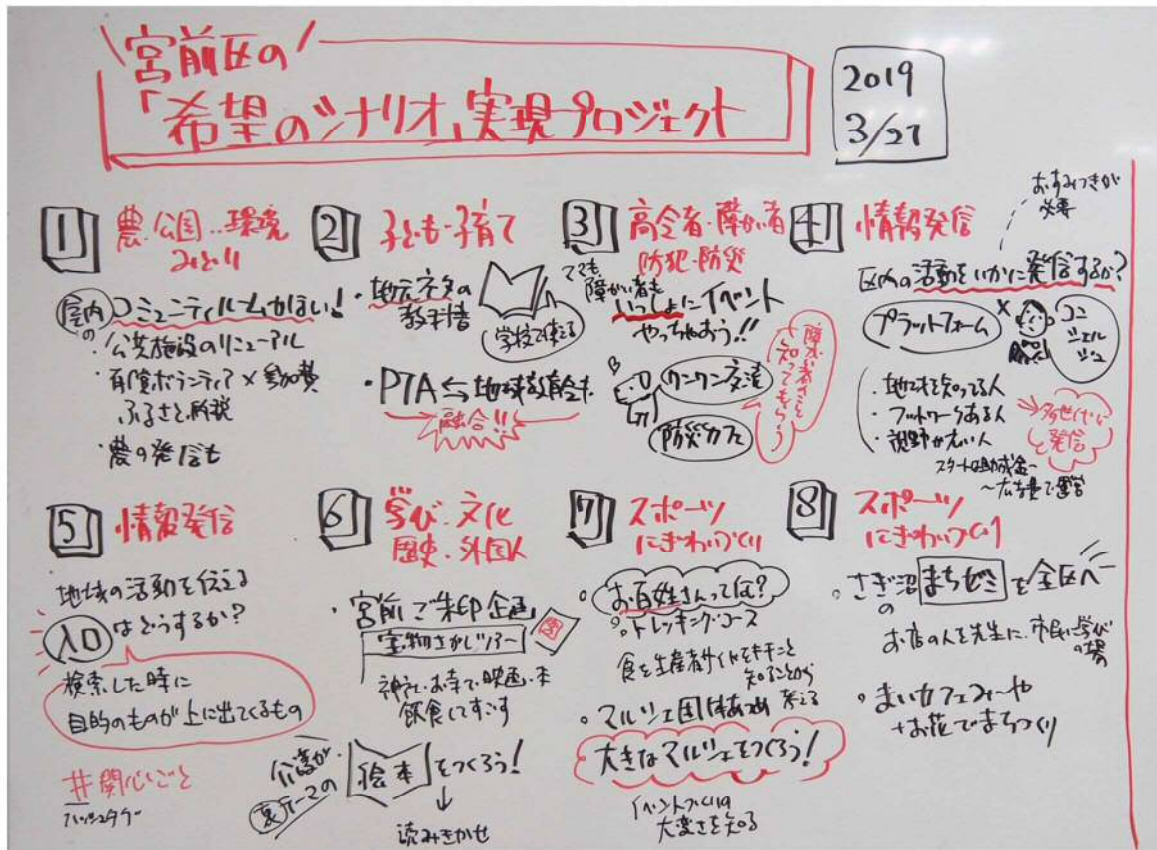 宮前区の
「希望のシナリオ」実現プロジェクト
2019
3/27
1 農・公園・環境
みどり
屋内の コミュニティルームがほしい!
・公共施設のリニューアル
・有償ボランティア×参加費
ふるさと納税
・農の発信も
2 子ども・子育て
・地元ネタの
教科書
学校で使える
・PTA⇆地域教育会議
融合!!
3 高令者・障がい者
防犯・防災
障がい者も
いっしょにイベント
やっちゃおう!!
ワンワン交流
防災カフェ
障がい者のこと
知ってもらう
4 情報発信
おすみつきが
必要
区内の活動をいかに発信するか?
プラットフォーム
×
コン
シェル
ジュ
・地域を知ってる人
・フットワークある人
・視野が広い人
多世代に
発信
スタートは助成金〜
〜広告費で運営
5 情報発信
地域の活動を伝える
入口はどうするか?
検索した時に
目的のものが上に出てくるもの
#関心ごと
ハッシュタグ
6 学び・文化
歴史・外国人
・宮前ご朱印企画
宝物さがしツアー
神社・お寺で映画・本
飲食してすごす
・介護が
裏テーマの
絵本をつくろう!
↓
読みきかせ
7 スポーツ
にぎわいづくり
。お百姓さんってな?
。トレッキングコース
食を生産者サイドをキチンと
知ることから
考える
。マルシェ団体あつめ
大きなマルシェをつくろう!
イベントづくりの
大変さを知る
8 スポーツ
にぎわいづくり
。さぎ沼の まちゼミ を全区へ
お店の人を先生に、市民に学び
の場
。まいカフェみーや
+お花でまちづくり